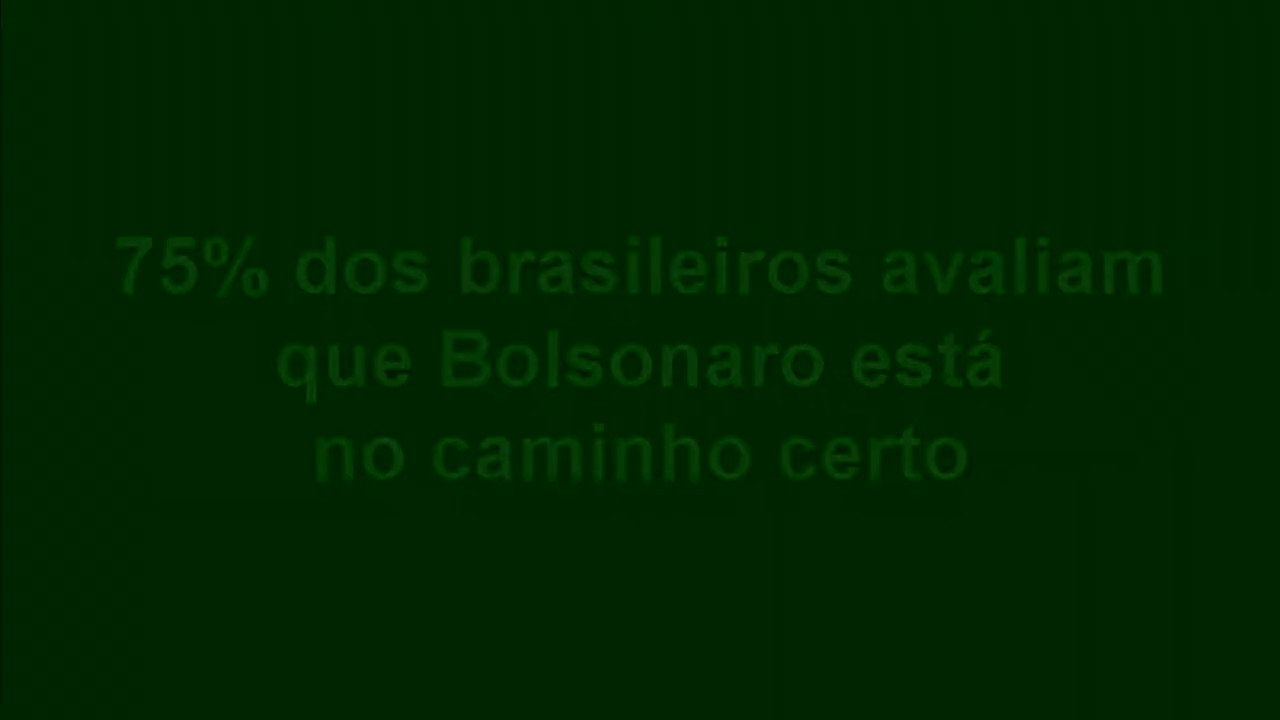 75% dos brasileiros avaliam
que Bolsonaro está
no caminho certo